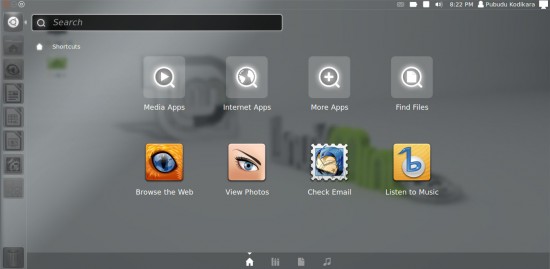 8:22 PM Pubudu Kodikara
Search
Shortcuts
Media Apps Internet Apps More Apps Find Files
Browse the Web View Photos Check Email Listen to Music